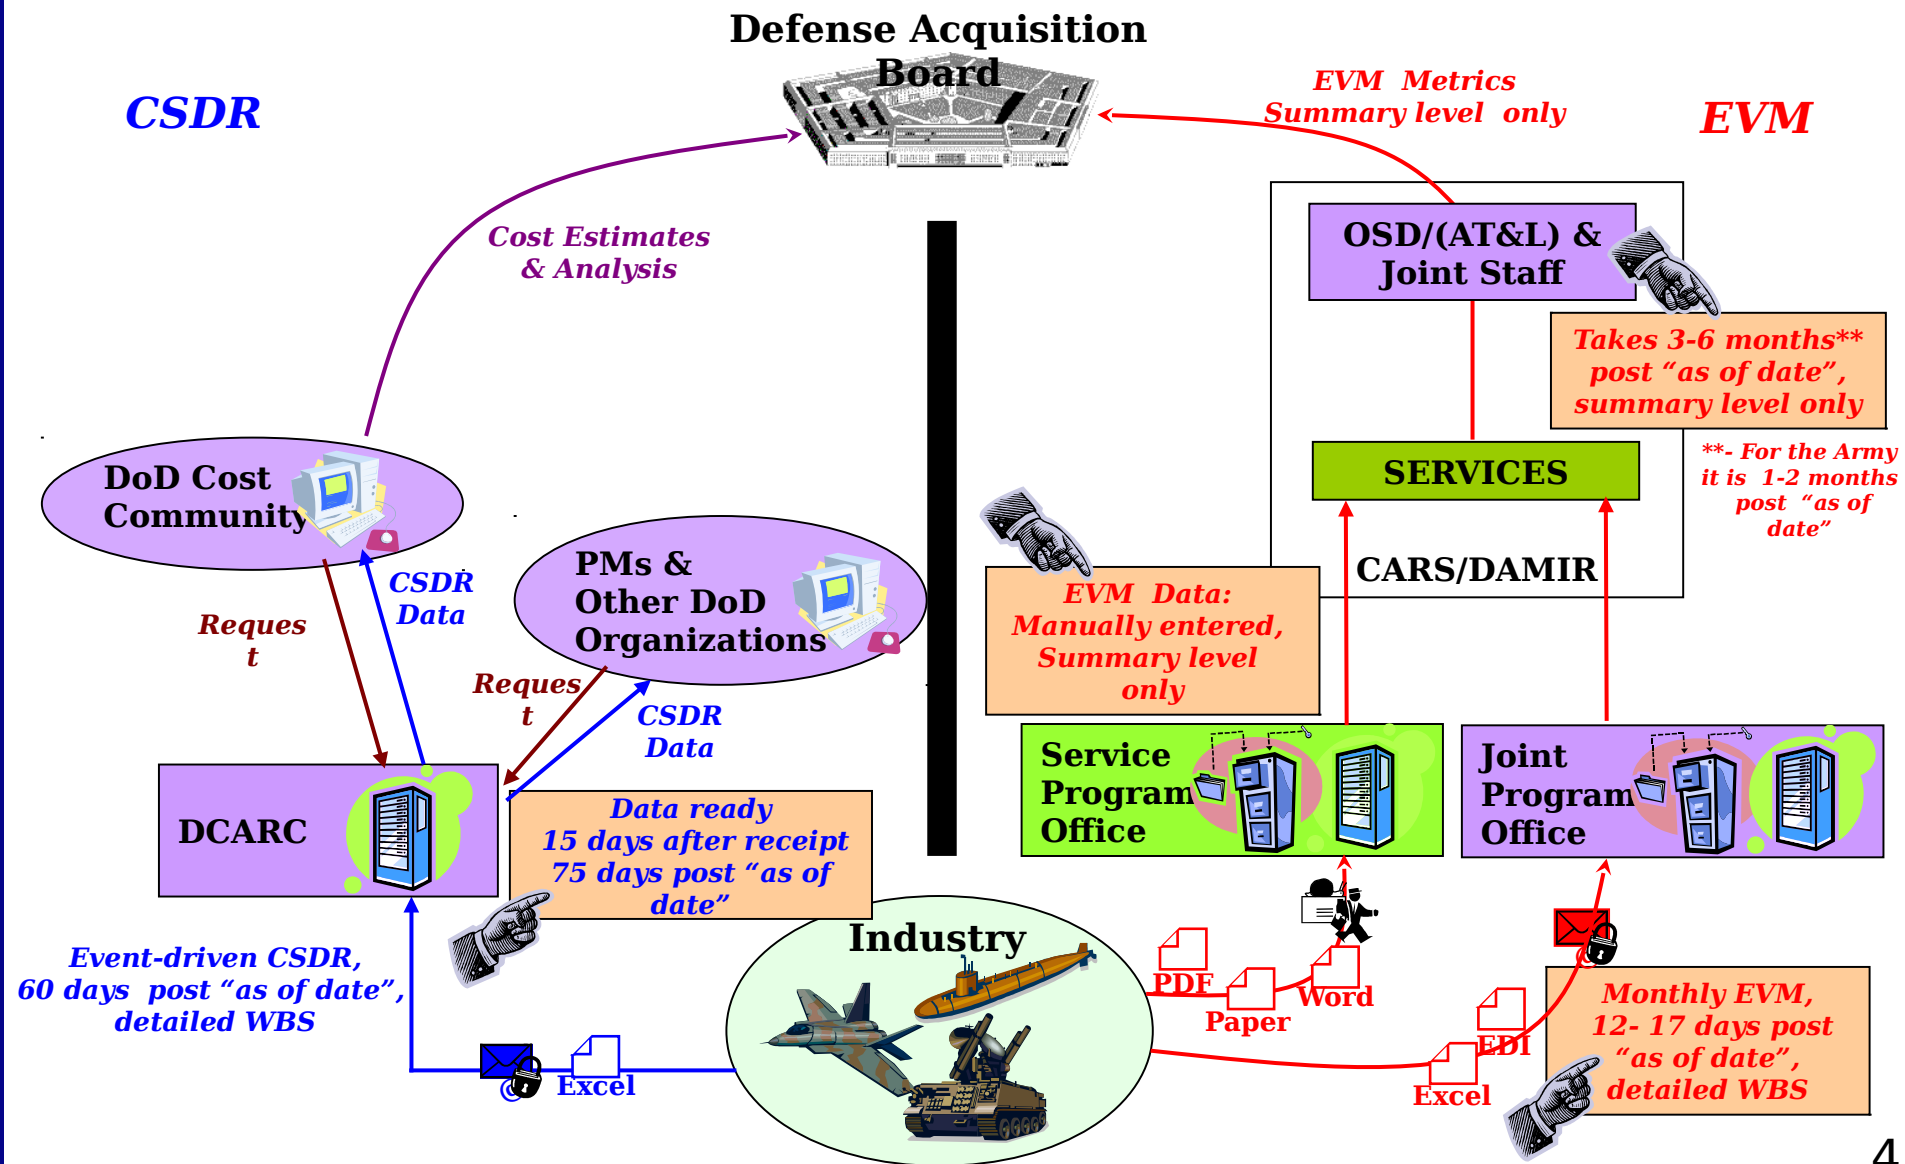 Defense Acquisition
Board
CSDR
EVM  Metrics
Summary level  only
EVM
Cost Estimates
& Analysis
OSD/(AT&L) &
Joint Staff
Takes 3-6 months**
post “as of date”,
summary level only
**- For the Army
it is  1-2 months
post  “as of
date”
SERVICES
CARS/DAMIR
DoD Cost
Community
CSDR
Data
Reques
t
PMs &
Other DoD
Organizations
Reques
t
CSDR
Data
EVM  Data:
Manually entered,
Summary level
only
Service
Program
Office
Joint
Program
Office
DCARC
Data ready
15 days after receipt
75 days post “as of
date”
Event-driven CSDR,
60 days  post “as of date”,
detailed WBS
Excel
Industry
PDF
Paper
Word
EDI
Excel
Monthly EVM,
12- 17 days post
“as of date”,
detailed WBS
4